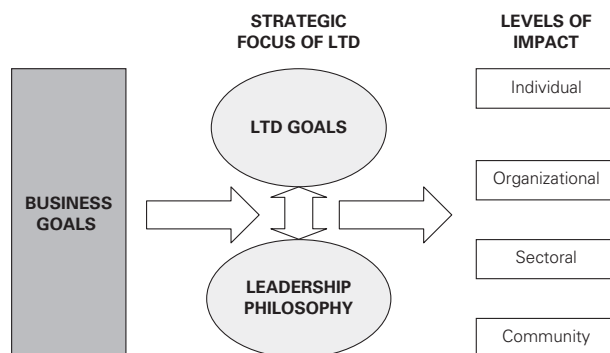 STRATEGIC
FOCUS OF LTD
LEVELS OF
IMPACT
BUSINESS
GOALS
LTD GOALS
LEADERSHIP
PHILOSOPHY
Individual
Organizational
Sectoral
Community